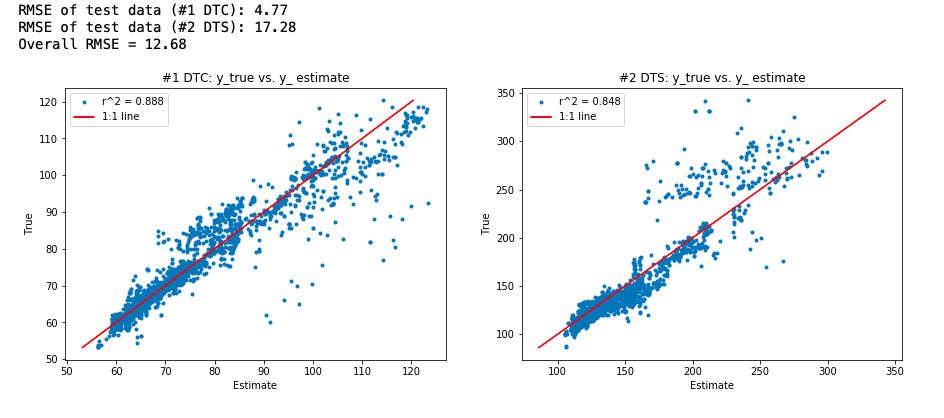 RMSE of test data (#1 DTC): 4.77
RMSE of test data (#2 DTS): 17.28
Overall RMSE = 12.68
#1 DTC: y_true vs. y_ estimate
r^2 = 0.888
1:1 line
120
110
100
90
80
70
60
50
True
50 60 70 80 90 100 110 120
Estimate
#2 DTS: y_true vs. y_ estimate
r^2 = 0.848
1:1 line
350
300
250
200
150
100
True
100 150 200 250 300 350
Estimate